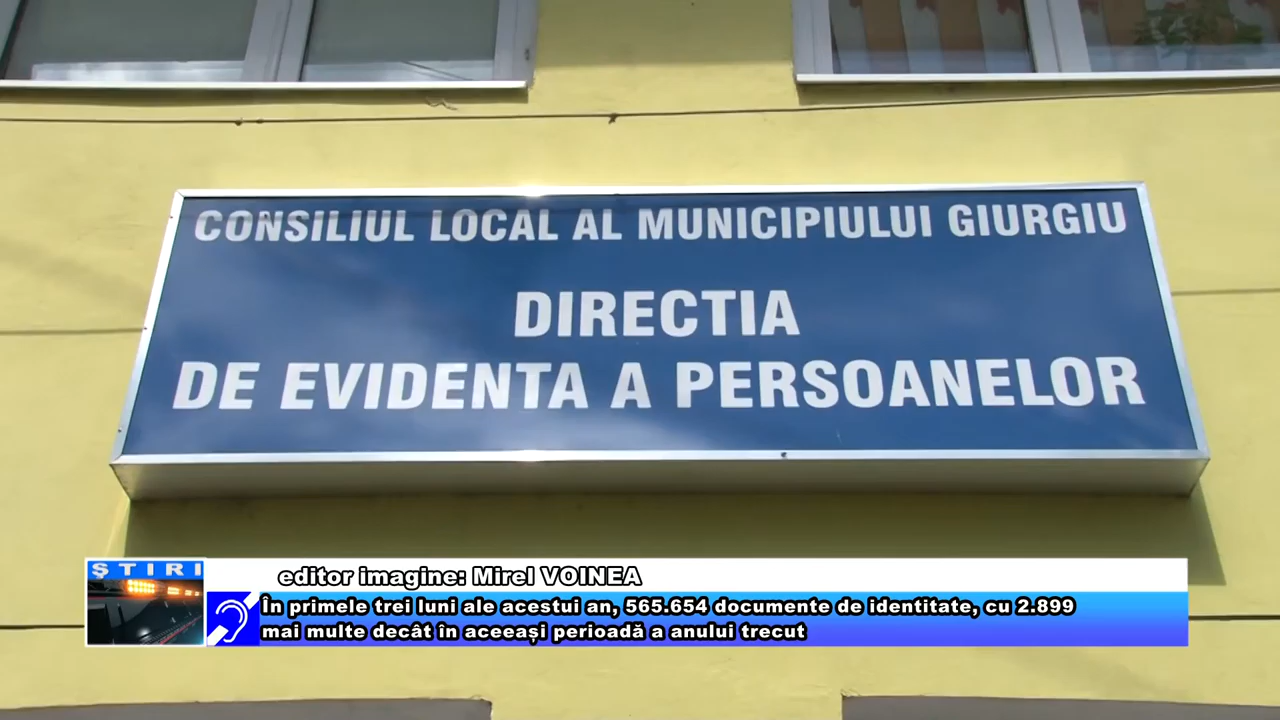 CONSILIUL LOCAL AL MUNICIPIULUI GIURGIU
DIRECTIA
DE EVIDENTA A PERSOANELOR
ŞTIRI
editor imagine: Mirel VOINEA
În primele trei luni ale acestui an, 565.654 documente de identitate, cu 2.899
mai multe decât în aceeași perioadă a anului trecut